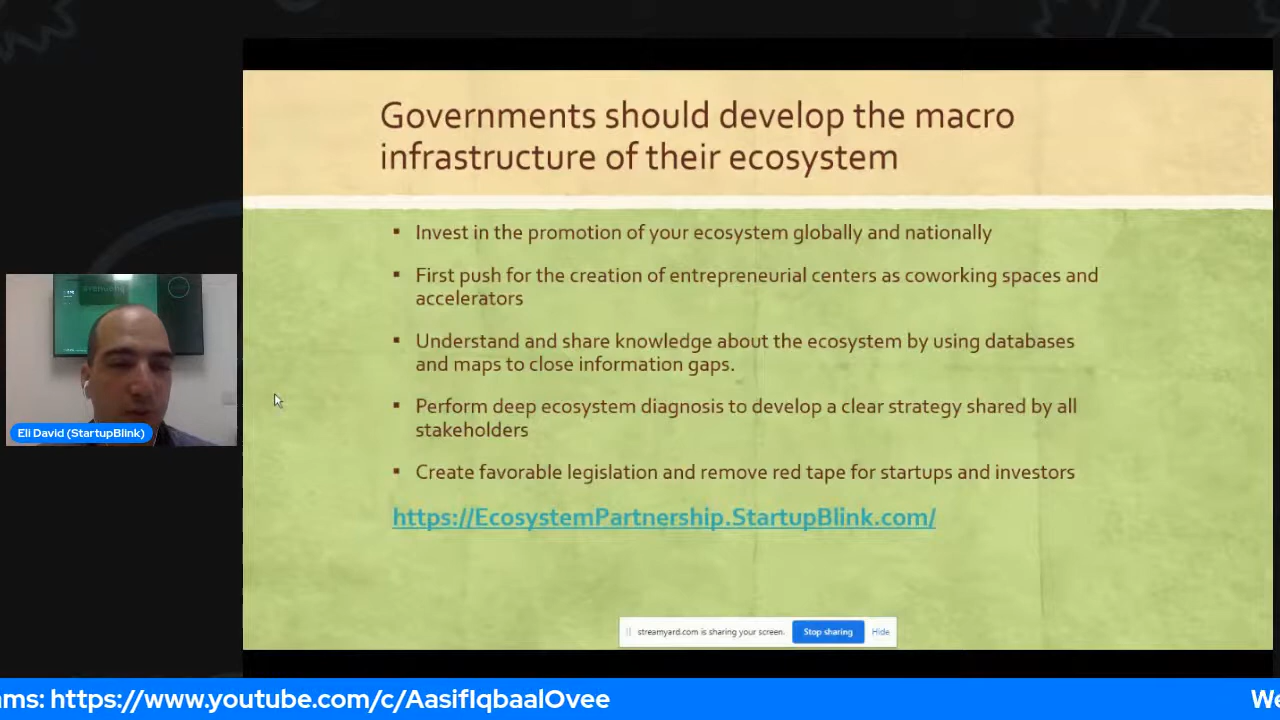 Governments should develop the macro
infrastructure of their ecosystem
▪ Invest in the promotion of your ecosystem globally and nationally
▪ First push for the creation of entrepreneurial centers as coworking spaces and
accelerators
▪ Understand and share knowledge about the ecosystem by using databases
and maps to close information gaps.
▪ Perform deep ecosystem diagnosis to develop a clear strategy shared by all
stakeholders
▪ Create favorable legislation and remove red tape for startups and investors
https://EcosystemPartnership.StartupBlink.com/
Eli David (StartupBlink)
streamyard.com is sharing your screen. Stop sharing Hide
ms: https://www.youtube.com/c/AasifIqbaalOvee We